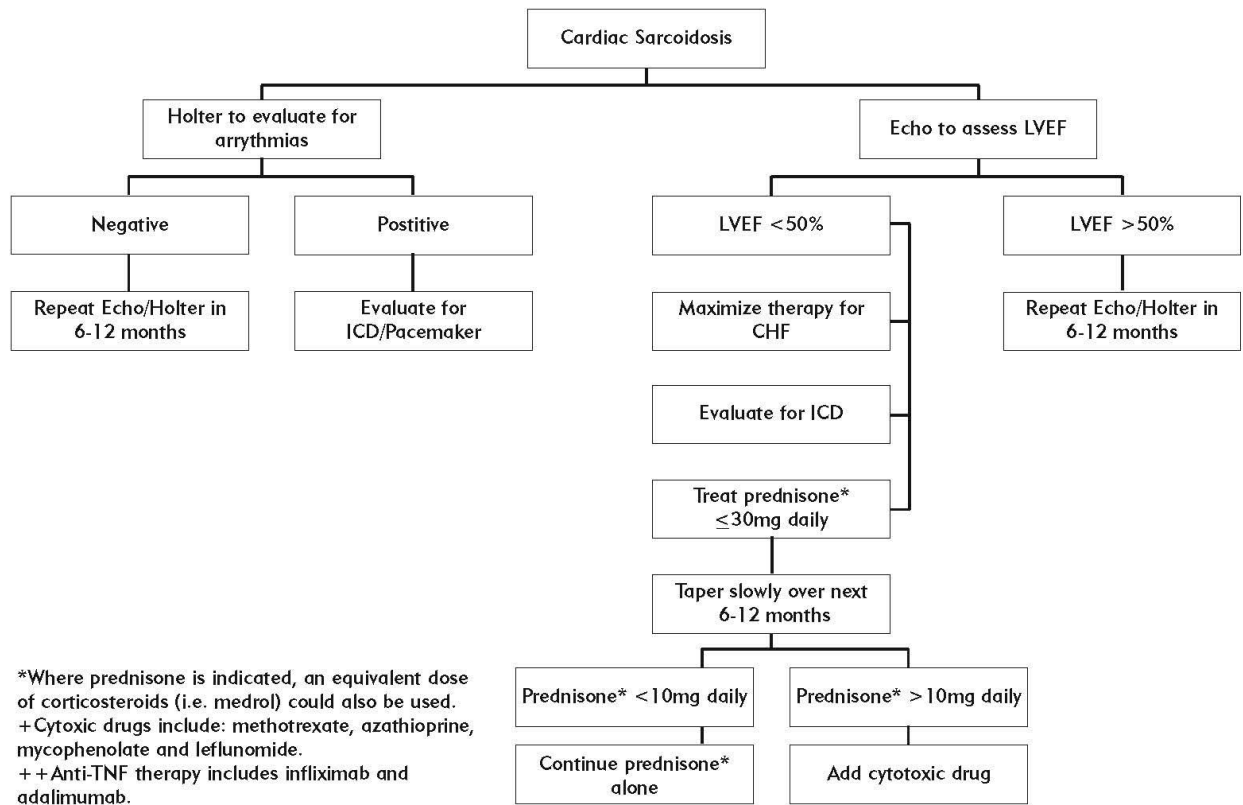 Cardiac Sarcoidosis
Holter to evaluate for
arrythmias
Echo to assess LVEF
Negative
Postitive
LVEF <50%
LVEF >50%
Repeat Echo/Holter in
6-12 months
Evaluate for
ICD/Pacemaker
Maximize therapy for
CHF
Repeat Echo/Holter in
6-12 months
Evaluate for ICD
Treat prednisone*
≤30mg daily
Taper slowly over next
6-12 months
Prednisone* <10mg daily
Prednisone* >10mg daily
Continue prednisone*
alone
Add cytotoxic drug
*Where prednisone is indicated, an equivalent dose
of corticosteroids (i.e. medrol) could also be used.
+Cytoxic drugs include: methotrexate, azathioprine,
mycophenolate and leflunomide.
++Anti-TNF therapy includes infliximab and
adalimumab.